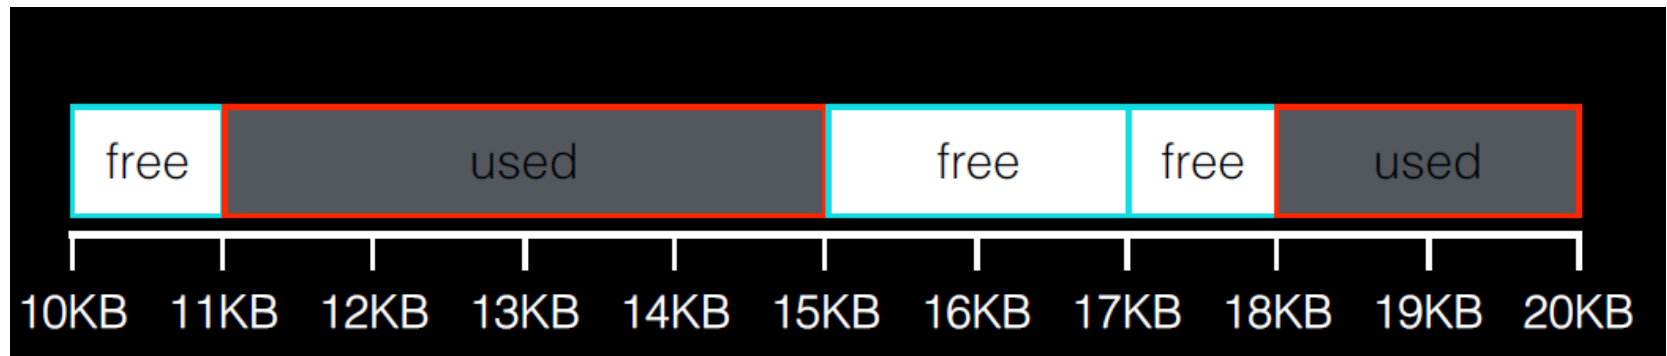 free used free free used
10KB 11KB 12KB 13KB 14KB 15KB 16KB 17KB 18KB 19KB 20KB